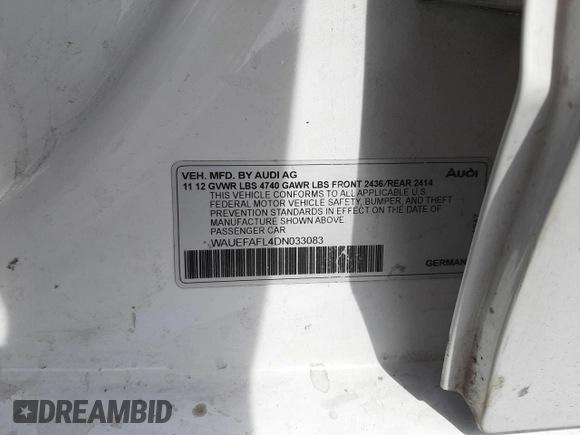 VEH. MFD. BY AUDI AG
Audi
11 12 GVWR LBS 4740 GAWR LBS FRONT 2436/REAR 2414
THIS VEHICLE CONFORMS TO ALL APPLICABLE U.S.
FEDERAL MOTOR VEHICLE SAFETY, BUMPER, AND THEFT
PREVENTION STANDARDS IN EFFECT ON THE DATE OF
MANUFACTURE SHOWN ABOVE
PASSENGER CAR
WAUEFAFL4DN033083
GERMAN
DREAMBID